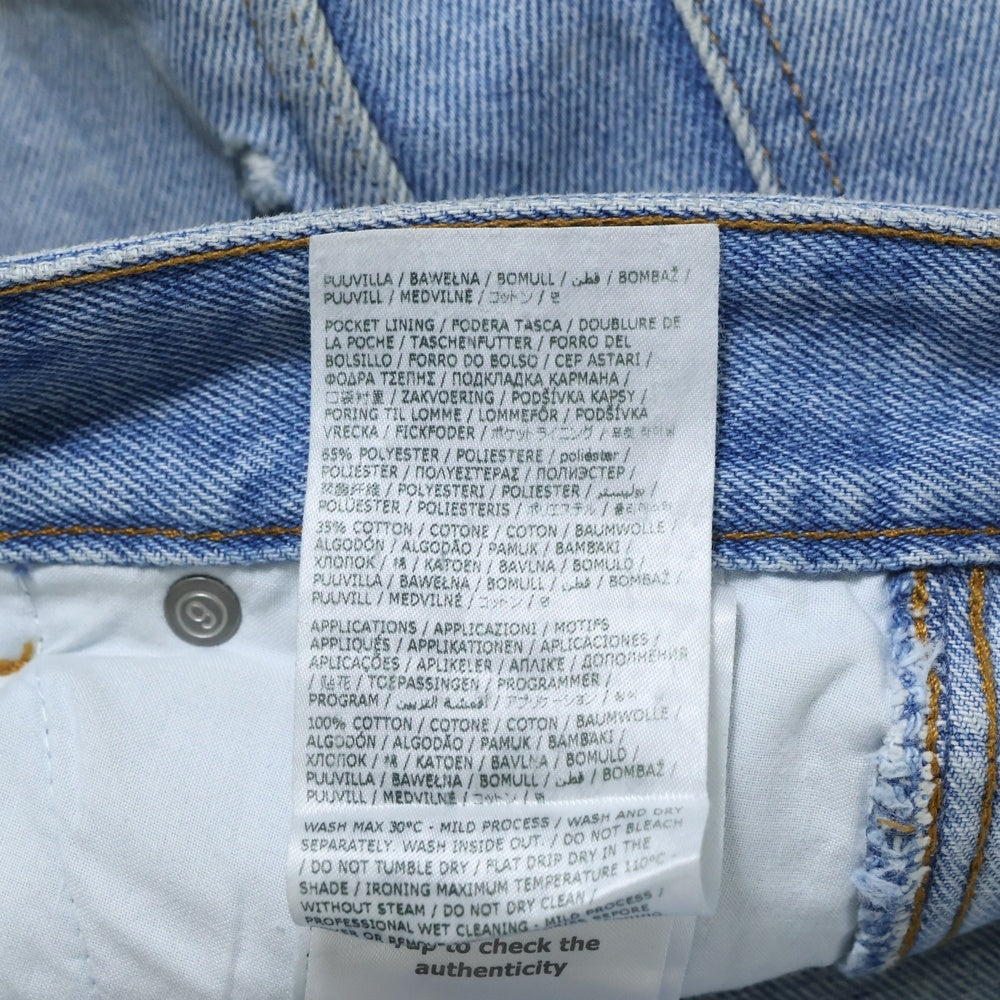 PUUVILLA / BAWEŁNA / BOMULL / قطن / BOMBAŽ /
PUUVILL / MEDVILNĖ / コットン / 면
POCKET LINING / FODERA TASCA / DOUBLURE DE
LA POCHE / TASCHENFUTTER / FORRO DEL
BOLSILLO / FORRO DO BOLSO / CEP ASTARI /
ΦΟΔΡΑ ΤΣΕΠΗΣ / ПОДКЛАДКА КАРМАНА /
口袋衬里 / ZAKVOERING / PODŠÍVKA KAPSY /
FORING TIL LOMME / LOMMEFÔR / PODŠÍVKA
VRECKA / FICKFODER / ポケットライニング /
65% POLYESTER / POLIESTERE / poliéster /
POLIESTER / ΠΟΛΥΕΣΤΕΡΑΣ / ПОЛИЭСТЕР /
聚酯纤维 / POLYESTERI / POLIESTER / بوليستر /
POLÜESTER / POLIESTERIS / ポリエステル /
35% COTTON / COTONE / COTON / BAUMWOLLE /
ALGODÓN / ALGODÃO / PAMUK / BAMBAKI /
ХЛОПОК / 棉 / KATOEN / BAVLNA / BOMULD /
PUUVILLA / BAWEŁNA / BOMULL / قطن / BOMBAŽ /
PUUVILL / MEDVILNĖ / コットン / 면
APPLICATIONS / APPLICAZIONI / MOTIFS
APPLIQUÉS / APPLIKATIONEN / APLICACIONES /
APLICAÇÕES / APLIKELER / ΑΠΛΙΚΕ / ДОПОЛНЕНИЯ
/ 贴花 / TOEPASSINGEN / PROGRAMMER /
PROGRAM / أقمشة التزيين / アプリケーション /
100% COTTON / COTONE / COTON / BAUMWOLLE /
ALGODÓN / ALGODÃO / PAMUK / BAMBAKI /
ХЛОПОК / 棉 / KATOEN / BAVLNA / BOMULD /
PUUVILLA / BAWEŁNA / BOMULL / قطن / BOMBAŽ /
PUUVILL / MEDVILNĖ / コットン / 면
WASH MAX 30°C - MILD PROCESS / WASH AND DRY
SEPARATELY. WASH INSIDE OUT. / DO NOT BLEACH
/ DO NOT TUMBLE DRY / FLAT DRIP DRY IN THE
SHADE / IRONING MAXIMUM TEMPERATURE 110°C -
WITHOUT STEAM / DO NOT DRY CLEAN /
PROFESSIONAL WET CLEANING - MILD PROCESS /
OR BEFORE
to check the
authenticity